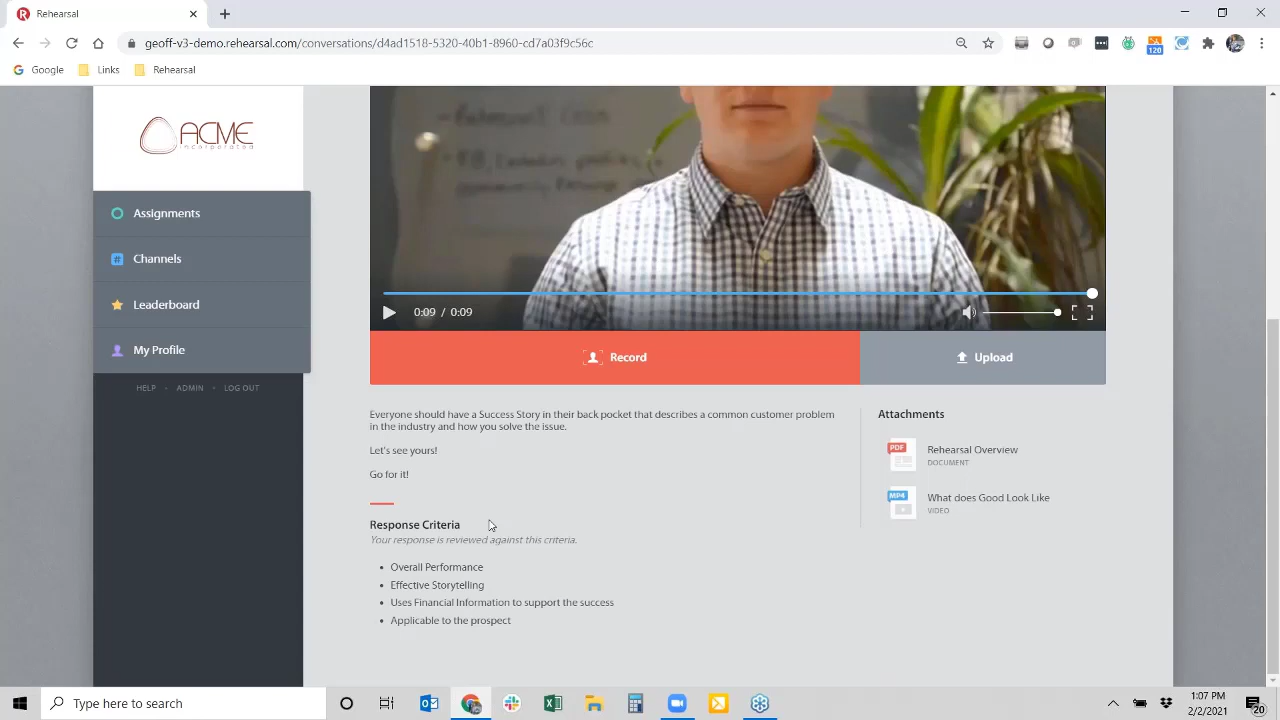 Rehearsal
geoff-v3-demo.rehearsal.com/conversations/d4ad1518-5320-40b1-8960-cd7a03f9c56c
120
Google
Links
Rehearsal
ACME
incorporated
Assignments
Channels
Leaderboard
My Profile
HELP • ADMIN • LOG OUT
0:09 / 0:09
Record
Upload
Everyone should have a Success Story in their back pocket that describes a common customer problem
in the industry and how you solve the issue.
Let's see yours!
Go for it!
Response Criteria
Your response is reviewed against this criteria.
• Overall Performance
• Effective Storytelling
• Uses Financial Information to support the success
• Applicable to the prospect
Attachments
PDF
Rehearsal Overview
DOCUMENT
MP4
What does Good Look Like
VIDEO
Type here to search
1:07 PM
2/2/2021
20